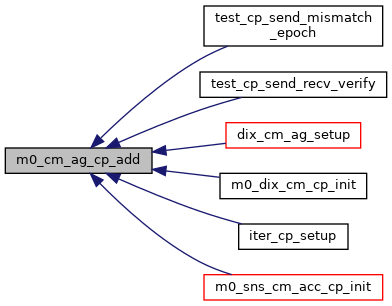 test_cp_send_mismatch
_epoch
test_cp_send_recv_verify
dix_cm_ag_setup
m0_cm_ag_cp_add
m0_dix_cm_cp_init
iter_cp_setup
m0_sns_cm_acc_cp_init